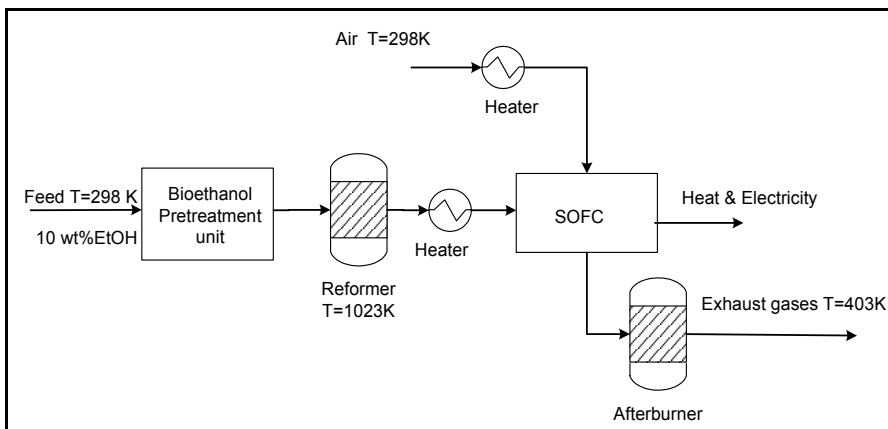 Air  T=298K
Heater
Feed T=298 K
10 wt%EtOH
Bioethanol
Pretreatment
unit
Reformer
T=1023K
Heater
SOFC
Heat & Electricity
Exhaust gases T=403K
Afterburner